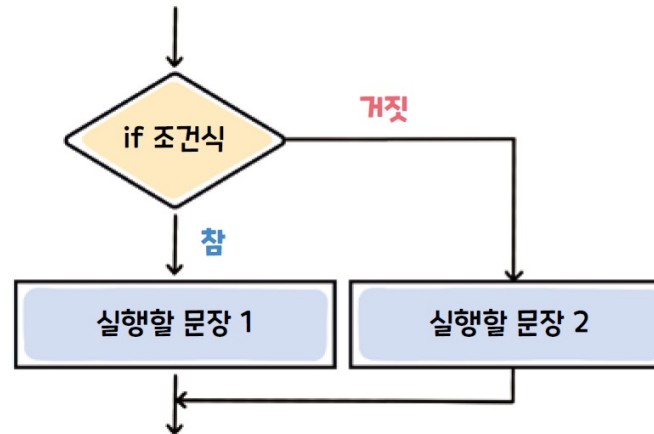 if 조건식
거짓
참
실행할 문장 1
실행할 문장 2